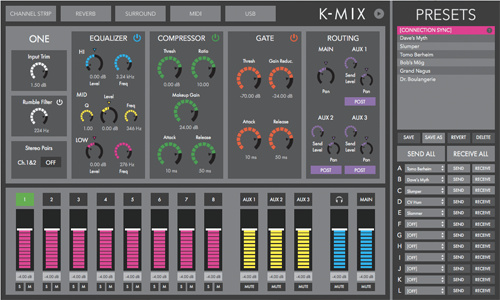 CHANNEL STRIP REVERB SURROUND MIDI USB K-MIX
PRESETS
[CONNECTION SYNC]
Dave's Myth
Slumper
Tomo Berheim
Bob's Mög
Grand Nagus
Dr. Boulangerie
SAVE SAVE AS REVERT DELETE
SEND ALL RECEIVE ALL
A Tomo Berheim SEND RECEIVE
B Dave's Myth SEND RECEIVE
C Slumper SEND RECEIVE
D CV Pain SEND RECEIVE
E Slammer SEND RECEIVE
F [OFF] SEND RECEIVE
G [OFF] SEND RECEIVE
H [OFF] SEND RECEIVE
I [OFF] SEND RECEIVE
J [OFF] SEND RECEIVE
K [OFF] SEND RECEIVE
L [OFF] SEND RECEIVE
ONE
Input Trim
1.50 dB
Rumble Filter
224 Hz
Stereo Pairs
Ch.1&2 OFF
EQUALIZER
HI
Level
0.00 dB
Freq
5.24 kHz
MID
Q
1.00
Level
0.00 dB
Freq
366 Hz
LOW
Level
0.00 dB
Freq
276 Hz
COMPRESSOR
Thresh
0.00 dB
Ratio
10.00
Makeup Gain
24.00 dB
Attack
10 ms
Release
50 ms
GATE
Thresh
-70.00 dB
Gain Reduc.
-24.00 dB
Attack
10 ms
Release
50 ms
ROUTING
MAIN
Pan
AUX 1
Send Level
Pan
POST
AUX 2
Send Level
Pan
POST
AUX 3
Send Level
Pan
POST
1 2 3 4 5 6 7 8 AUX 1 AUX 2 AUX 3 MAIN
-4.00 dB -4.00 dB -4.00 dB -4.00 dB -4.00 dB -4.00 dB -4.00 dB -4.00 dB -4.00 dB -4.00 dB -4.00 dB -4.00 dB -4.00 dB
S M S M S M S M S M S M S M S M MUTE MUTE MUTE MUTE MUTE